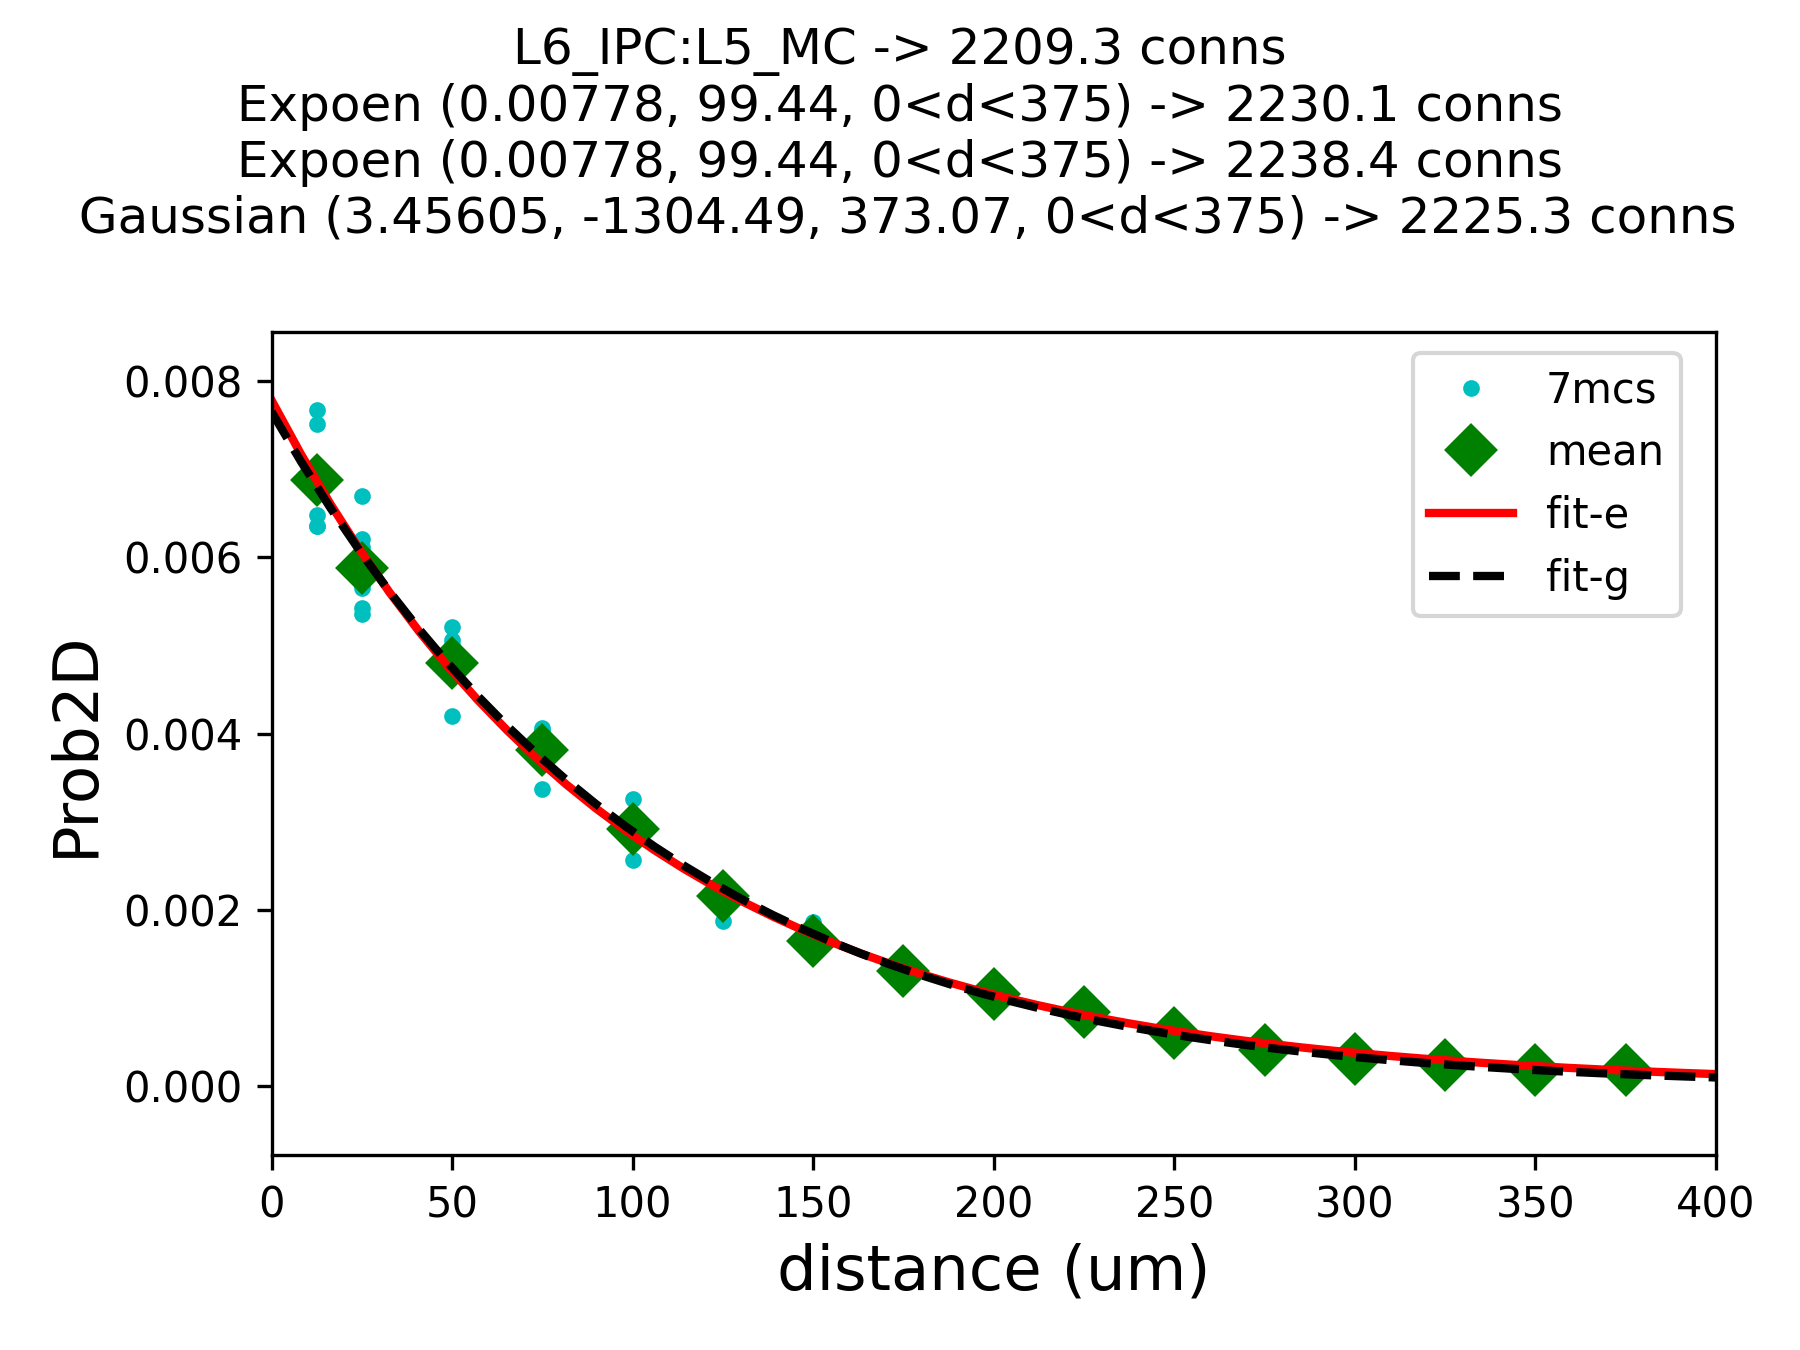 L6_IPC:L5_MC -> 2209.3 conns
Expoen (0.00778, 99.44, 0<d<375) -> 2230.1 conns
Expoen (0.00778, 99.44, 0<d<375) -> 2238.4 conns
Gaussian (3.45605, -1304.49, 373.07, 0<d<375) -> 2225.3 conns
7mcs
mean
fit-e
fit-g
Prob2D
0.008
0.006
0.004
0.002
0.000
0 50 100 150 200 250 300 350 400
distance (um)